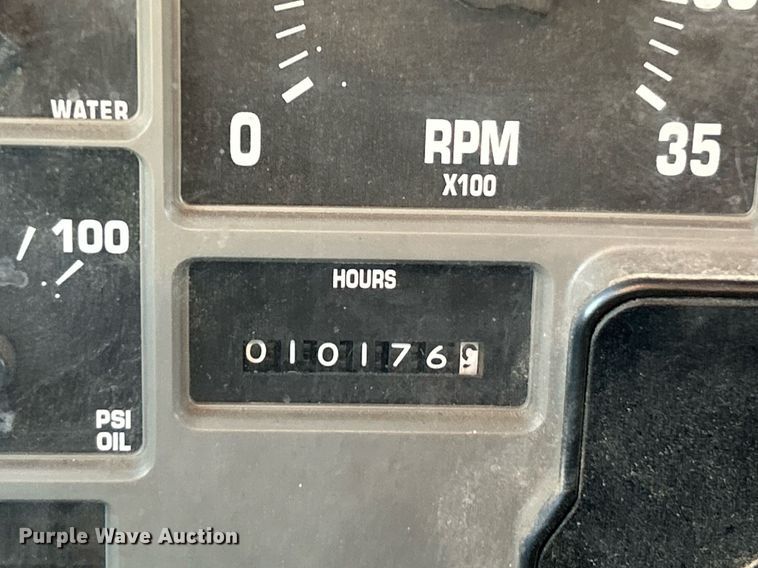 WATER
0 RPM 35
X100
100
HOURS
0101769
PSI
OIL
Purple Wave Auction